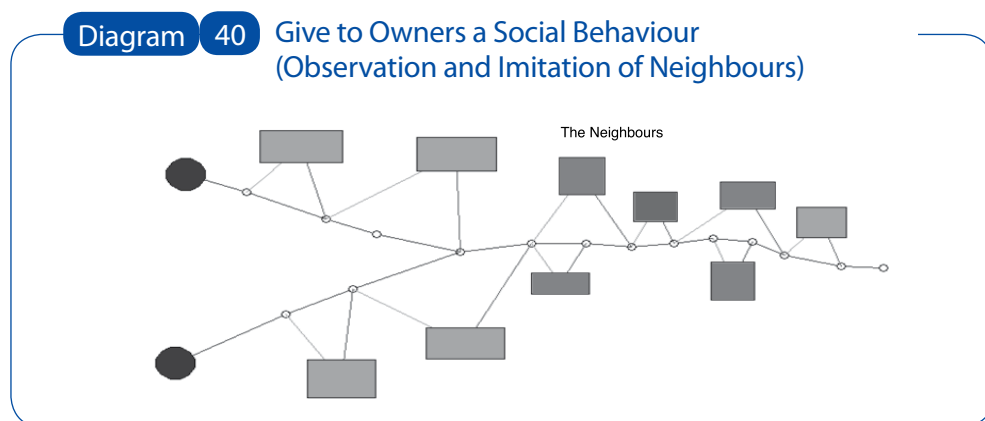 Diagram 40 Give to Owners a Social Behaviour
(Observation and Imitation of Neighbours)
The Neighbours